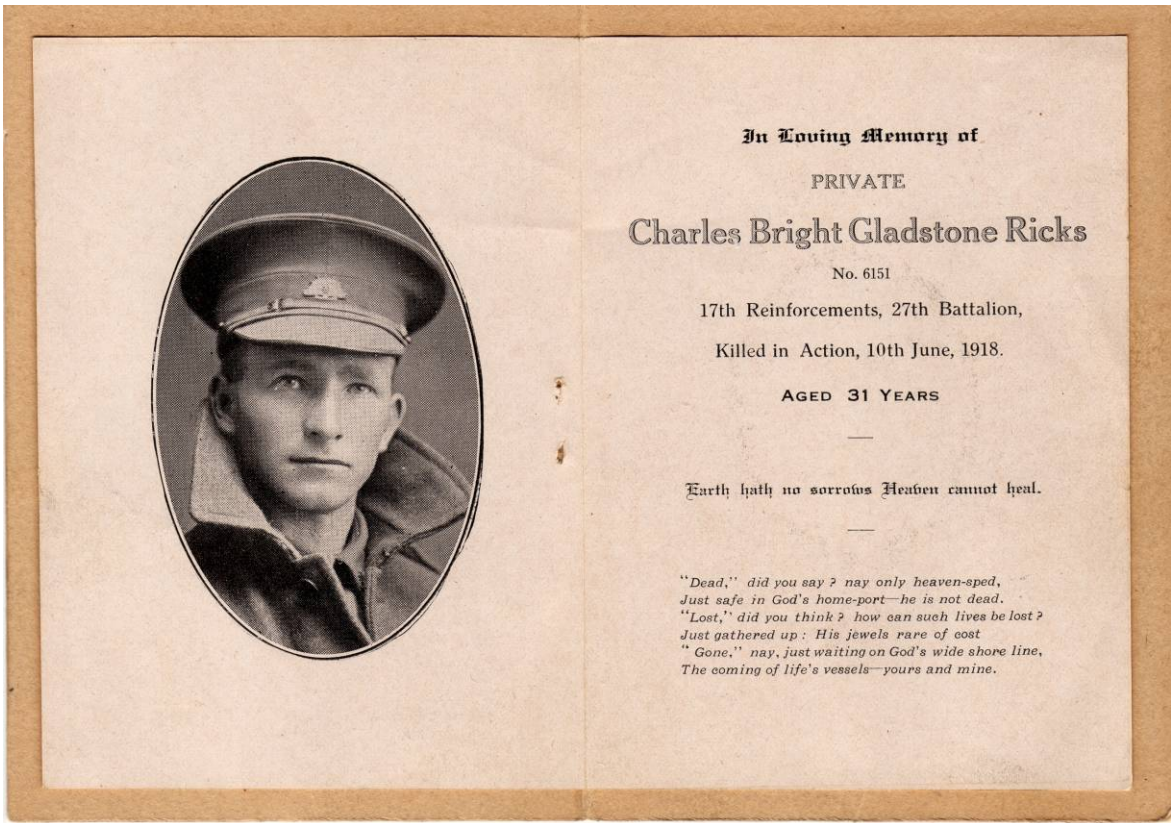 In Loving Memory of
PRIVATE
Charles Bright Gladstone Ricks
No. 6151
17th Reinforcements, 27th Battalion,
Killed in Action, 10th June, 1918.
AGED 31 YEARS
Earth hath no sorrows Heaven cannot heal.
"Dead," did you say ? nay only heaven-sped,
Just safe in God's home-port—he is not dead.
"Lost," did you think ? how can such lives be lost ?
Just gathered up : His jewels rare of cost
" Gone," nay, just waiting on God's wide shore line,
The coming of life's vessels—yours and mine.